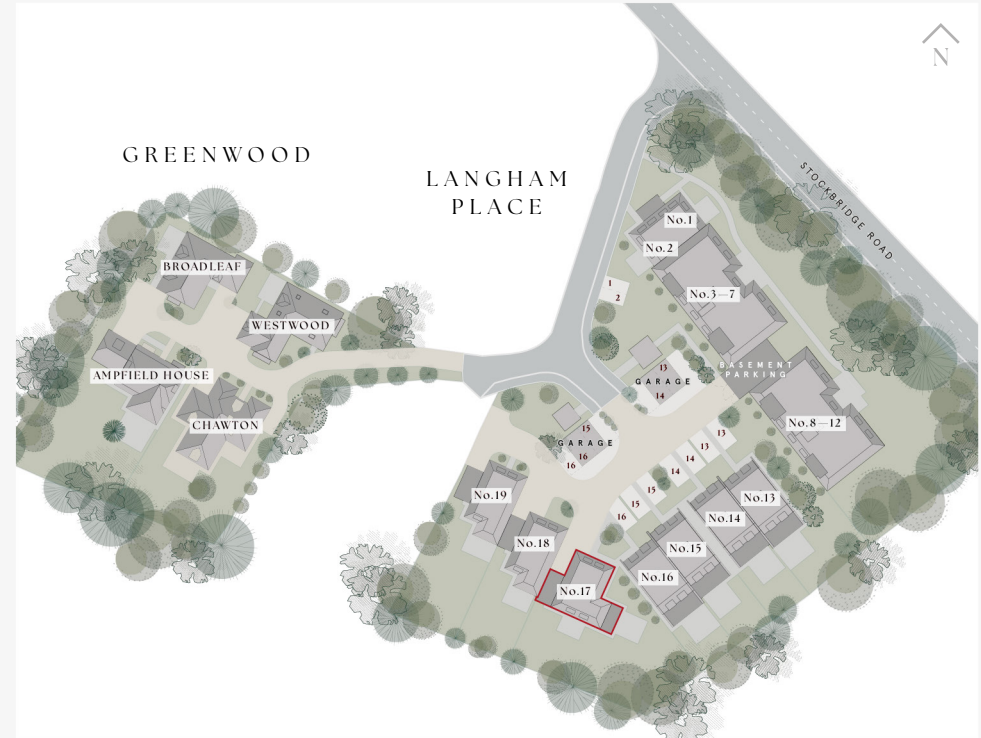 N
GREENWOOD
LANGHAM
PLACE
STOCKBRIDGE ROAD
No.1
No.2
No.3—7
1
2
BROADLEAF
WESTWOOD
AMPFIELD HOUSE
CHAWTON
13
GARAGE
14
BASEMENT
PARKING
No.8—12
15
GARAGE
16
16
13
13
14
14
15
15
16
No.19
No.18
No.17
No.16
No.15
No.14
No.13